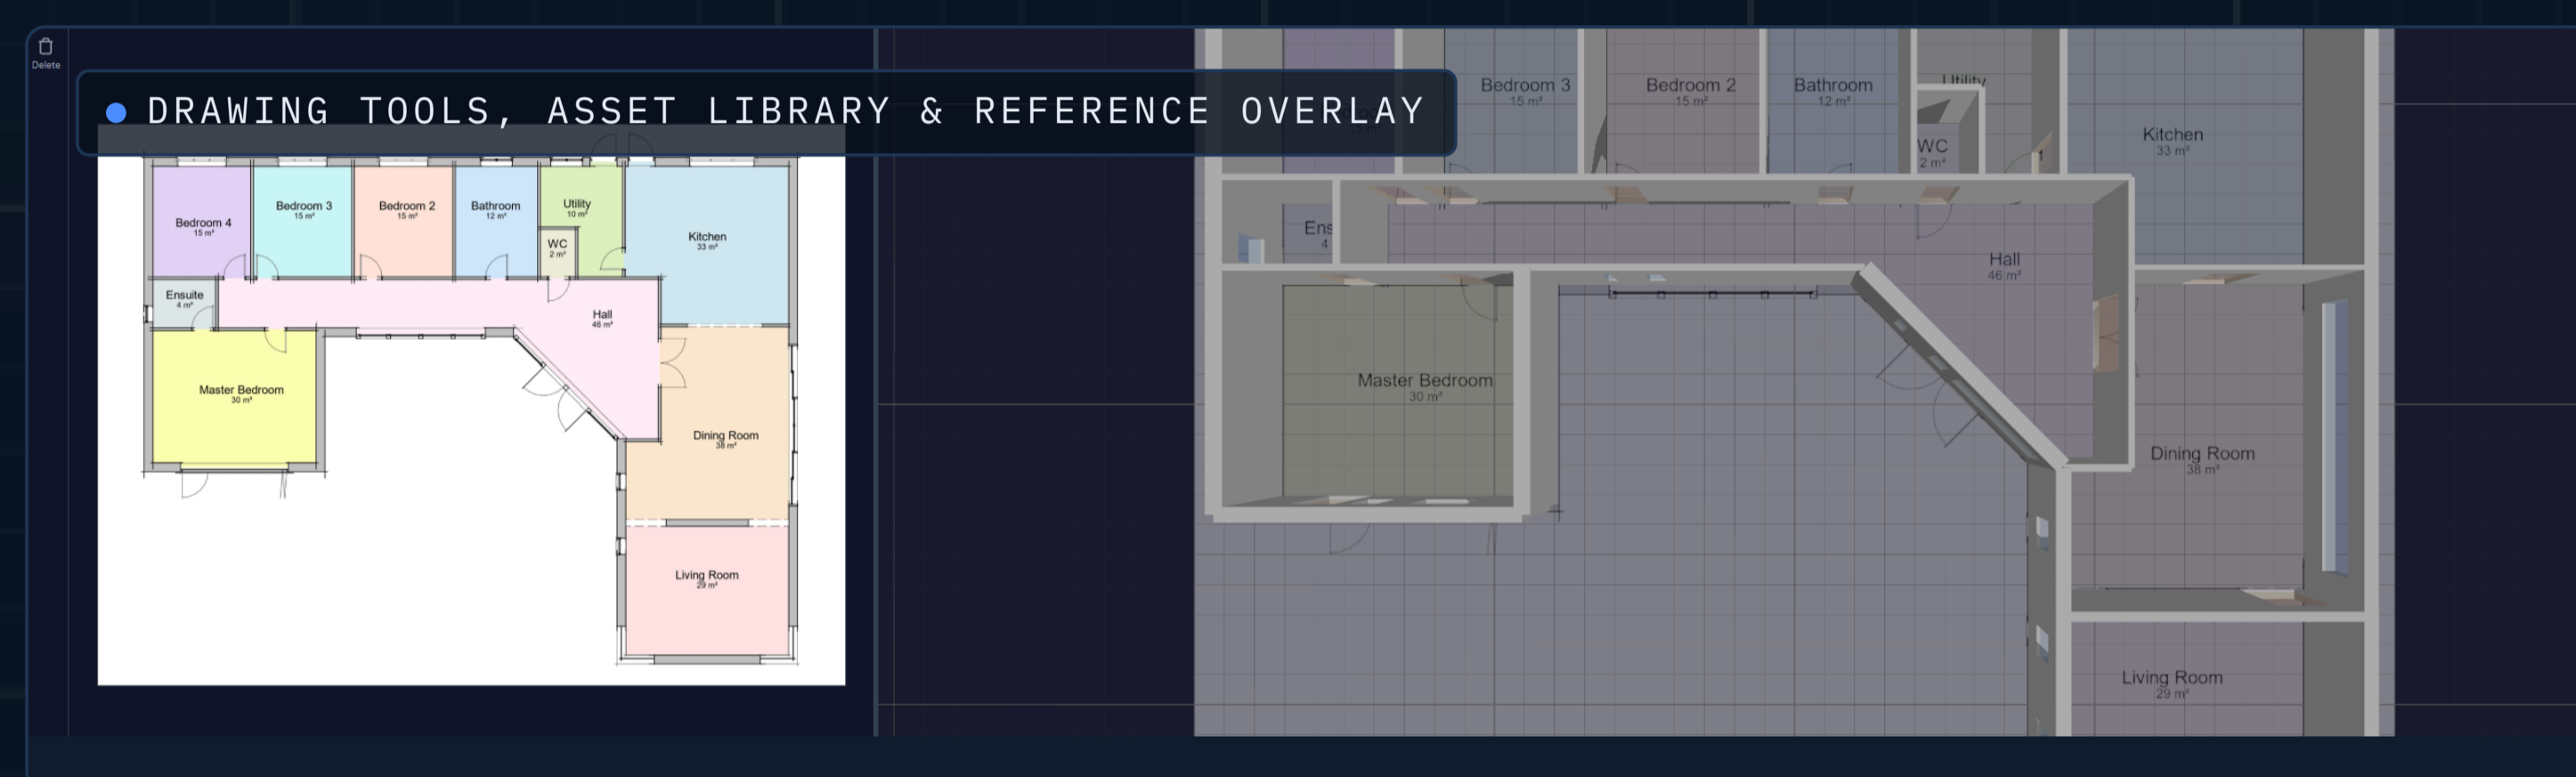 Delete
DRAWING TOOLS, ASSET LIBRARY & REFERENCE OVERLAY
Bedroom 4
15 m²
Bedroom 3
15 m²
Bedroom 2
15 m²
Bathroom
12 m²
Utility
10 m²
WC
2 m²
Kitchen
33 m²
Ensuite
4 m²
Hall
46 m²
Master Bedroom
30 m²
Dining Room
38 m²
Living Room
29 m²
Bedroom 3
15 m²
Bedroom 2
15 m²
Bathroom
12 m²
Utility
WC
2 m²
Kitchen
33 m²
Ens
4
Hall
46 m²
Master Bedroom
30 m²
Dining Room
38 m²
Living Room
29 m²